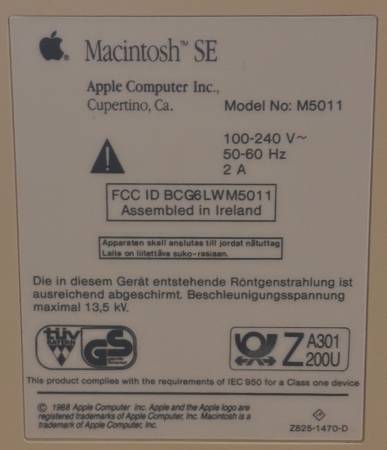 Macintosh™ SE
Apple Computer Inc.,
Cupertino, Ca.
Model No: M5011
100-240 V~
50-60 Hz
2 A
FCC ID BCG6LWM5011
Assembled in Ireland
Apparaten skall anslutas till jordat nätuttag
Laite on liitettävä suko-rasiaan.
Die in diesem Gerät entstehende Röntgenstrahlung ist
ausreichend abgeschirmt. Beschleunigungsspannung
maximal 13,5 kV.
TÜV
BAYERN
GS
Z A301
200U
This product complies with the requirements of IEC 950 for a Class one device
© 1988 Apple Computer Inc. Apple and the Apple logo are
registered trademarks of Apple Computer, Inc. Macintosh is a
trademark of Apple Computer, Inc.
Z825-1470-D